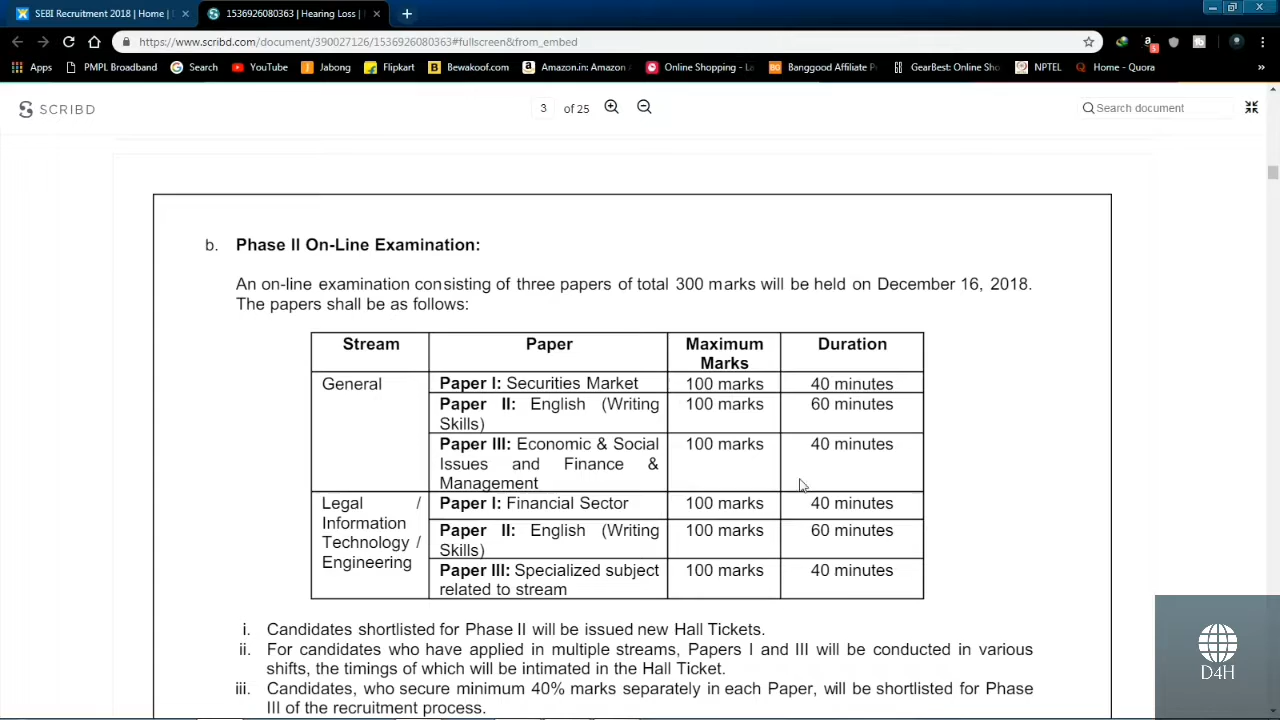 SEBI Recruitment 2018 | Home |
1536926080363 | Hearing Loss |
https://www.scribd.com/document/390027126/1536926080363#fullscreen&from_embed
Apps PMPL Broadband Search YouTube Jabong Flipkart Bewakoof.com Amazon.in: Amazon Online Shopping - La Banggood Affiliate P GearBest: Online Sho NPTEL Home - Quora »
SCRIBD 3 of 25 Search document
b. Phase II On-Line Examination:
An on-line examination consisting of three papers of total 300 marks will be held on December 16, 2018.
The papers shall be as follows:
Stream Paper Maximum Duration
Marks
General Paper I: Securities Market 100 marks 40 minutes
Paper II: English (Writing 100 marks 60 minutes
Skills)
Paper III: Economic & Social 100 marks 40 minutes
Issues and Finance &
Management
Legal / Paper I: Financial Sector 100 marks 40 minutes
Information
Technology / Paper II: English (Writing 100 marks 60 minutes
Engineering Skills)
Paper III: Specialized subject 100 marks 40 minutes
related to stream
i. Candidates shortlisted for Phase II will be issued new Hall Tickets.
ii. For candidates who have applied in multiple streams, Papers I and III will be conducted in various
shifts, the timings of which will be intimated in the Hall Ticket.
iii. Candidates, who secure minimum 40% marks separately in each Paper, will be shortlisted for Phase
III of the recruitment process.
D4H